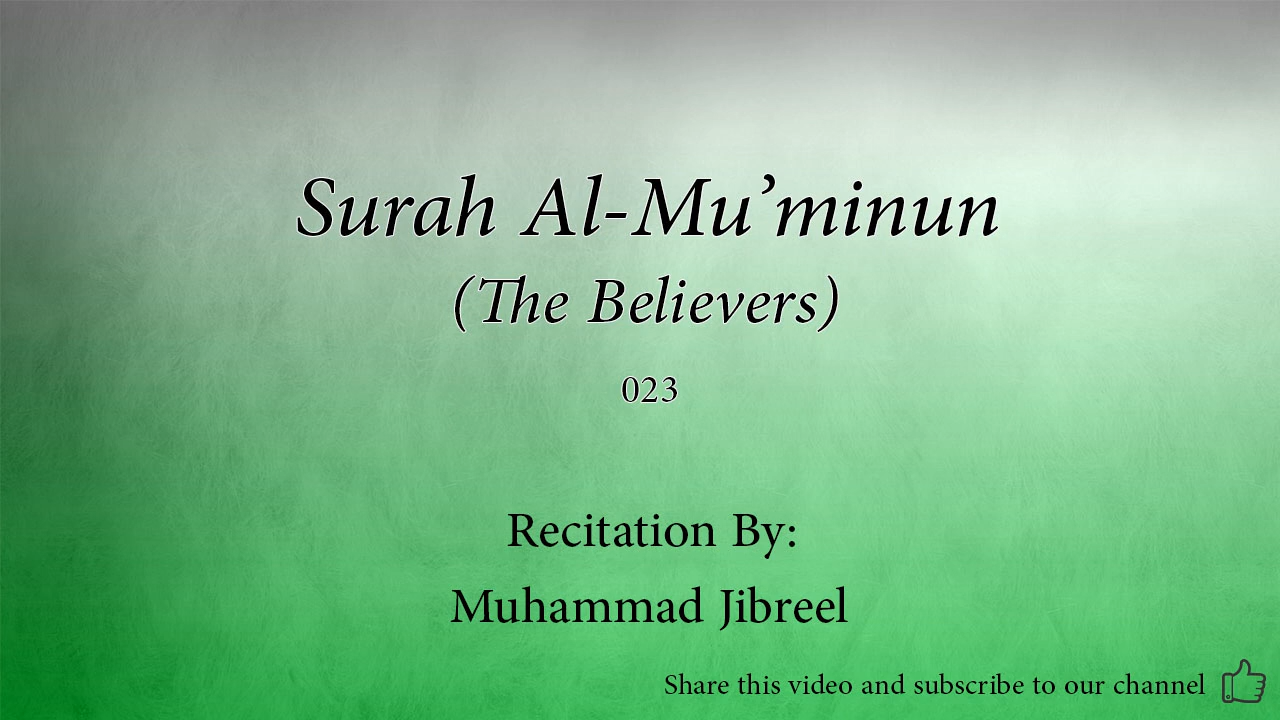 Surah Al-Mu’minun
(The Believers)
023
Recitation By:
Muhammad Jibreel
Share this video and subscribe to our channel